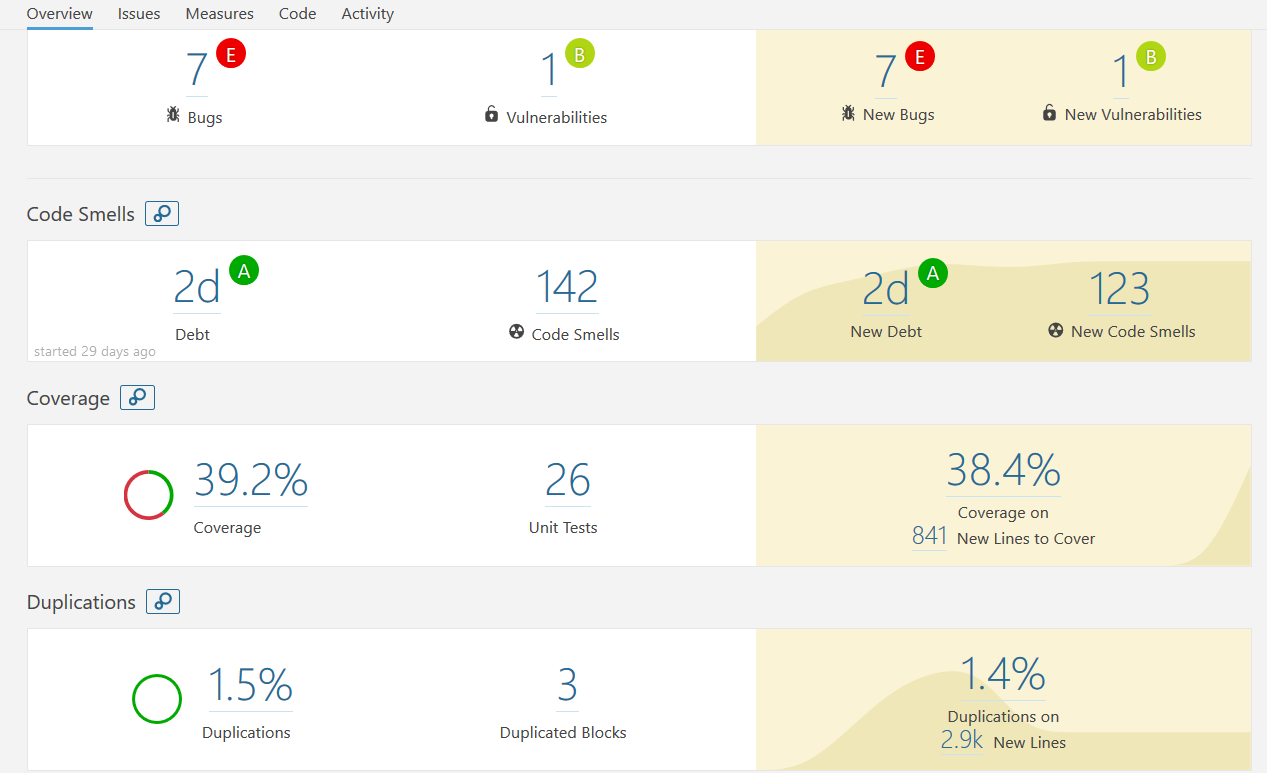 Overview Issues Measures Code Activity
7 E 1 B 7 E 1 B
Bugs Vulnerabilities New Bugs New Vulnerabilities
Code Smells
2d A 142 2d A 123
Debt Code Smells New Debt New Code Smells
started 29 days ago
Coverage
39.2% 26 38.4%
Coverage Unit Tests Coverage on
841 New Lines to Cover
Duplications
1.5% 3 1.4%
Duplications Duplicated Blocks Duplications on
2.9k New Lines